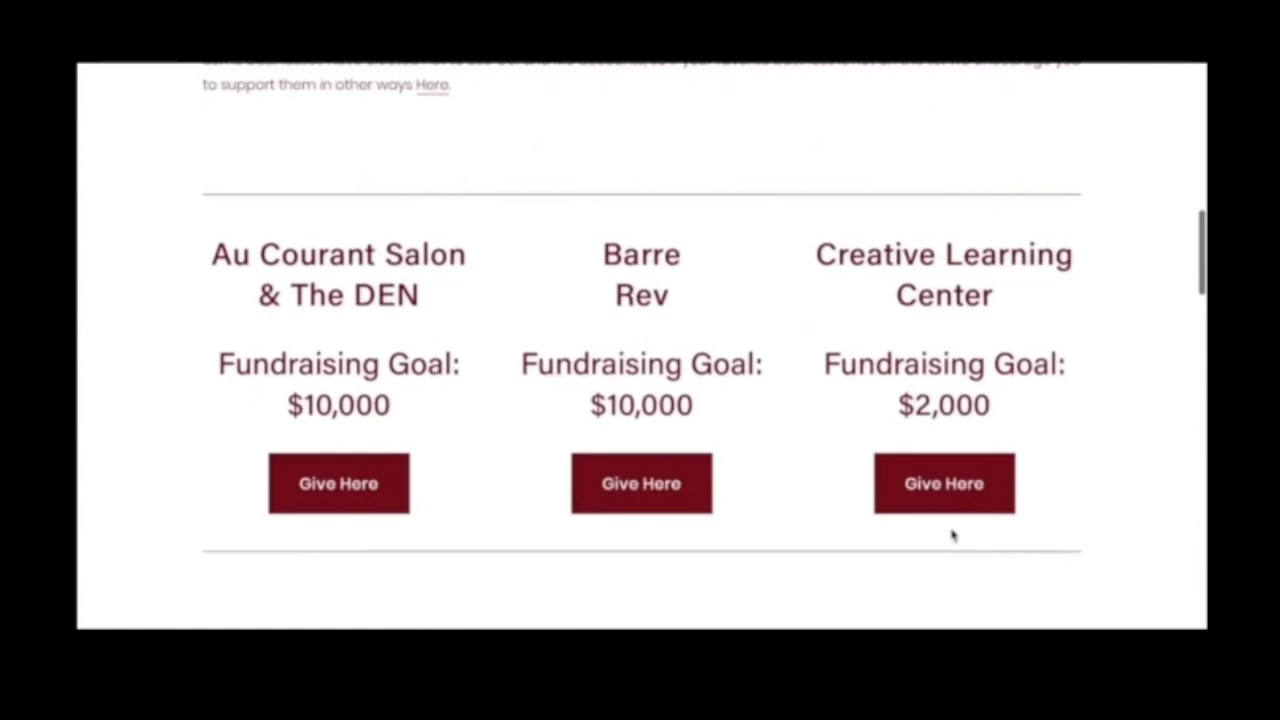 to support them in other ways Here.
Au Courant Salon
& The DEN
Fundraising Goal:
$10,000
Give Here
Barre
Rev
Fundraising Goal:
$10,000
Give Here
Creative Learning
Center
Fundraising Goal:
$2,000
Give Here